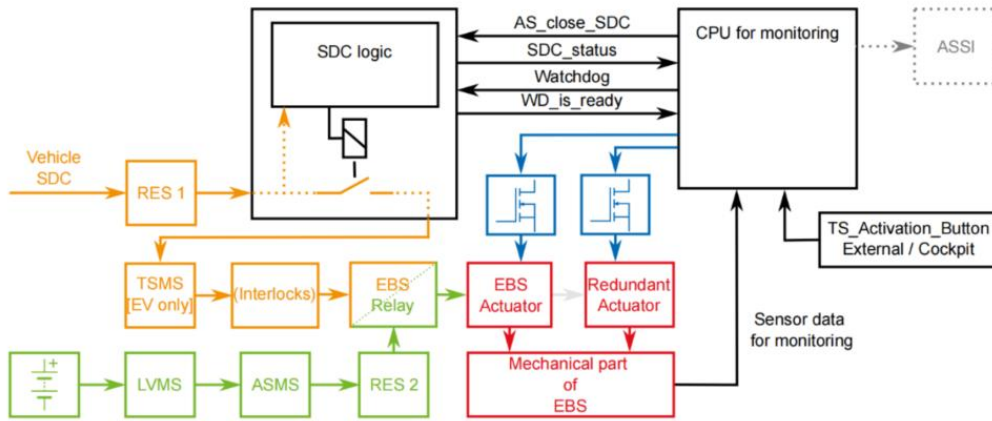 AS_close_SDC
SDC logic
CPU for monitoring
ASSI
SDC_status
Watchdog
WD_is_ready
Vehicle
SDC
RES 1
TS_Activation_Button
External / Cockpit
TSMS
[EV only]
(Interlocks)
EBS
Relay
EBS
Actuator
Redundant
Actuator
Sensor data
for monitoring
+
LVMS
ASMS
RES 2
Mechanical part
of
EBS